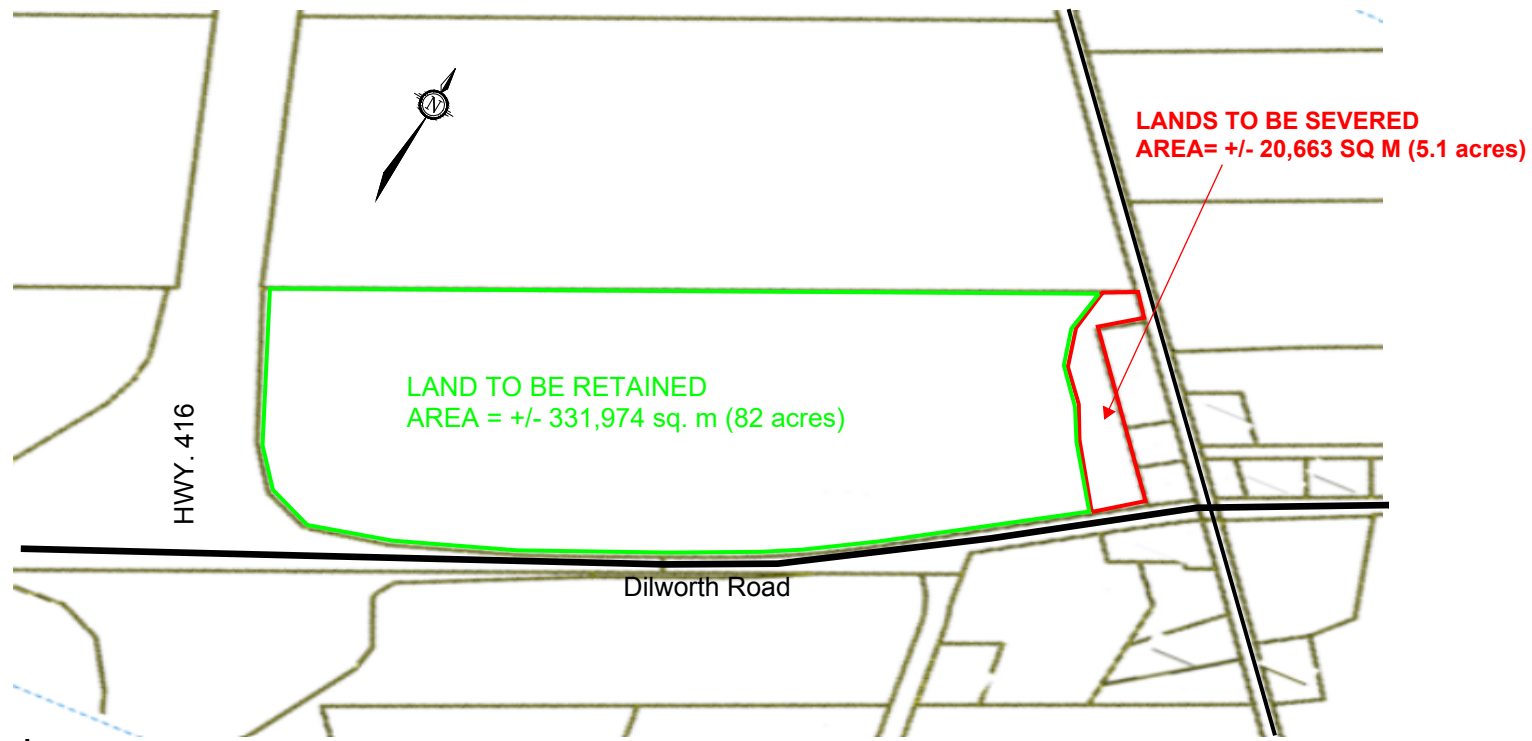 N
LANDS TO BE SEVERED
AREA= +/- 20,663 SQ M (5.1 acres)
LAND TO BE RETAINED
AREA = +/- 331,974 sq. m (82 acres)
HWY. 416
Dilworth Road